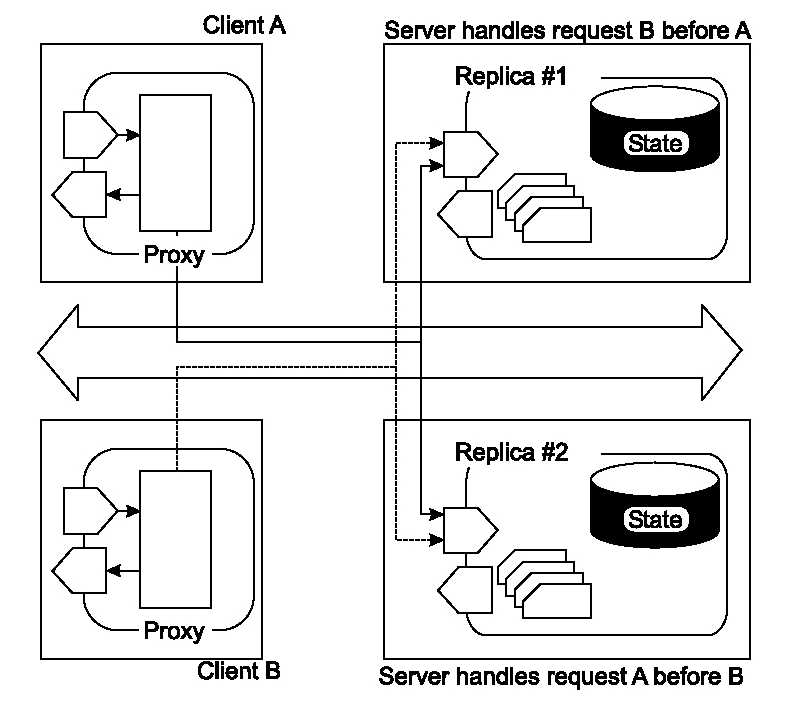 Client A
Server handles request B before A
Replica #1
State
Proxy
Replica #2
State
Proxy
Client B
Server handles request A before B